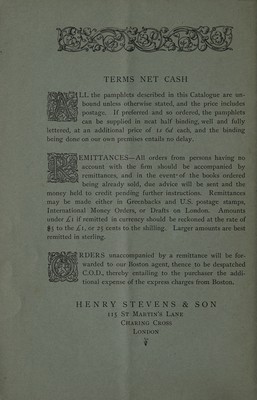 TERMS NET CASH
ALL the pamphlets described in this Catalogue are un-
bound unless otherwise stated, and the price includes
postage. If preferred and so ordered, the pamphlets
can be supplied in neat half binding, well and fully
lettered, at an additional price of 1s 6d each, and the binding
being done on our own premises entails no delay.
REMITTANCES—All orders from persons having no
account with the firm should be accompanied by
remittances, and in the event of the books ordered
being already sold, due advice will be sent and the
money held to credit pending further instruction. Remittances
may be made either in Greenbacks and U.S. postage stamps,
International Money Orders, or Drafts on London. Amounts
under £1 if remitted in currency should be reckoned at the rate of
$5 to the £1, or 25 cents to the shilling. Larger amounts are best
remitted in sterling.
ORDERS unaccompanied by a remittance will be for-
warded to our Boston agent, thence to be despatched
C.O.D., thereby entailing to the purchaser the addi-
tional expense of the express charges from Boston.
HENRY STEVENS & SON
115 ST MARTIN'S LANE
CHARING CROSS
LONDON